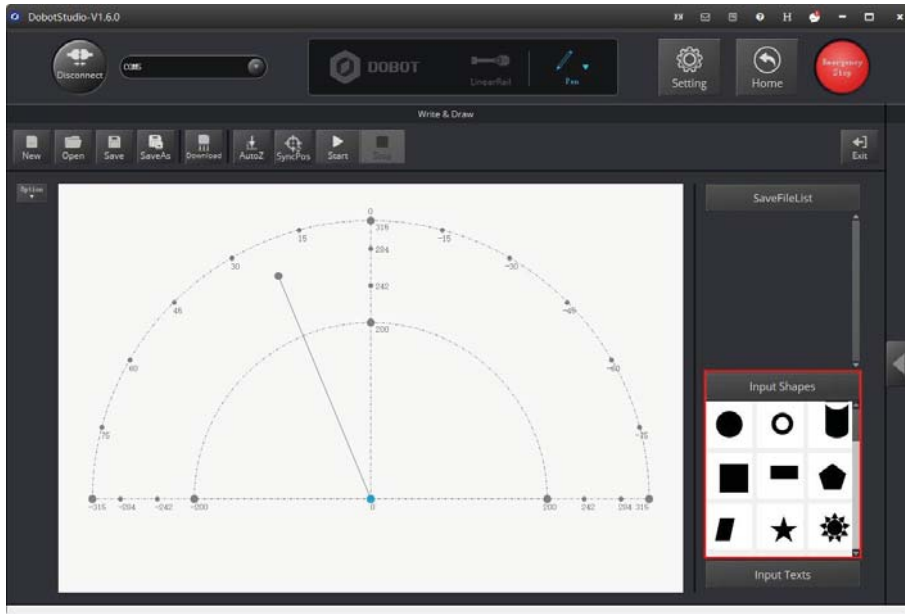 DobotStudio-V1.6.0
H
Disconnect
COM5
DOBOT
LinearRail
Pen
Setting
Home
Emergency
Stop
Write & Draw
New
Open
Save
SaveAs
Download
AutoZ
SyncPos
Start
Stop
Exit
Option
SaveFileList
0
15
316
-15
30
284
-30
45
242
-45
200
60
-60
75
-75
-315
-284
-242
-200
0
200
242
284
315
Input Shapes
Input Texts